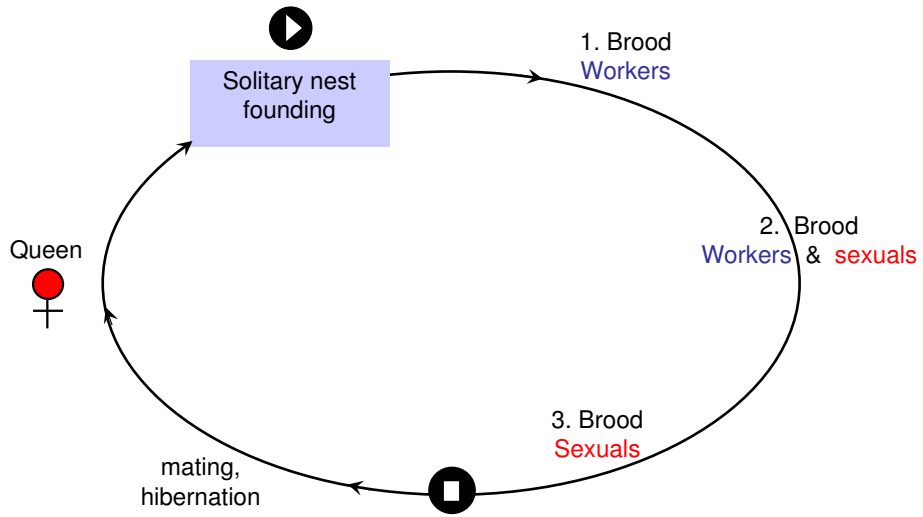 Solitary nest
founding
1. Brood
Workers
2. Brood
Workers & sexuals
3. Brood
Sexuals
mating,
hibernation
Queen